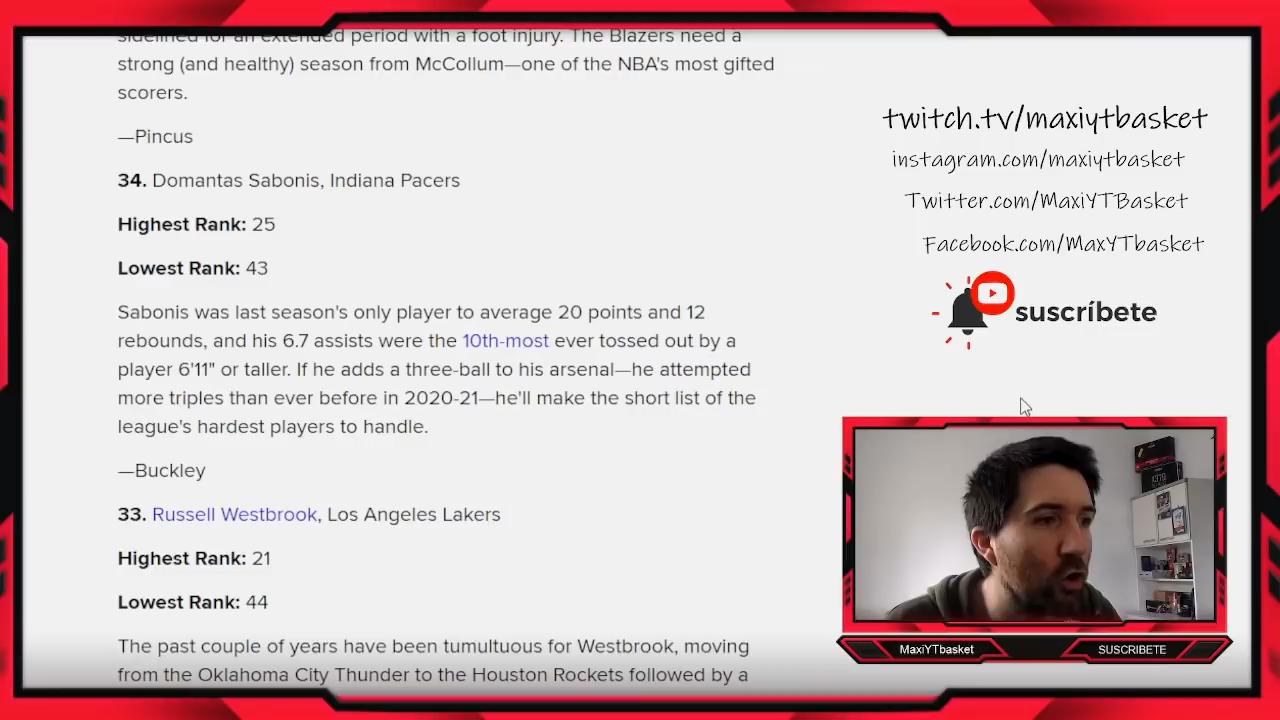 sidelined for an extended period with a foot injury. The Blazers need a
strong (and healthy) season from McCollum—one of the NBA's most gifted
scorers.
—Pincus
34. Domantas Sabonis, Indiana Pacers
Highest Rank: 25
Lowest Rank: 43
Sabonis was last season's only player to average 20 points and 12
rebounds, and his 6.7 assists were the 10th-most ever tossed out by a
player 6'11" or taller. If he adds a three-ball to his arsenal—he attempted
more triples than ever before in 2020-21—he'll make the short list of the
league's hardest players to handle.
—Buckley
33. Russell Westbrook, Los Angeles Lakers
Highest Rank: 21
Lowest Rank: 44
The past couple of years have been tumultuous for Westbrook, moving
from the Oklahoma City Thunder to the Houston Rockets followed by a
twitch.tv/maxiytbasket
instagram.com/maxiytbasket
Twitter.com/MaxiYTBasket
Facebook.com/MaxYTbasket
suscríbete
MaxiYTbasket
SUSCRIBETE